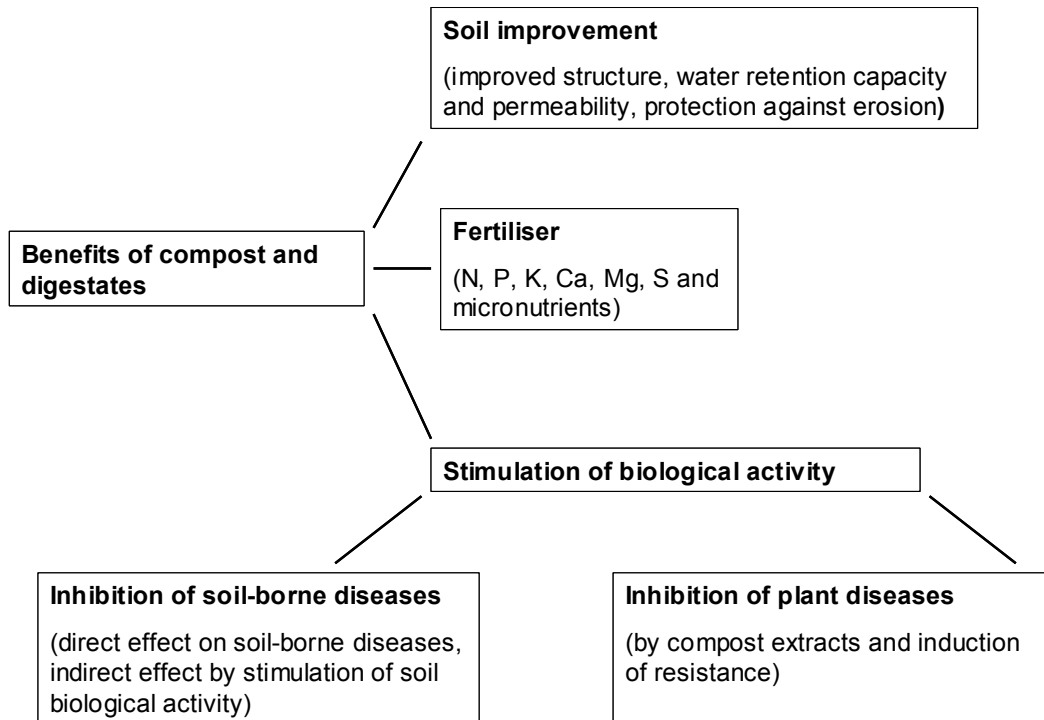 Soil improvement
(improved structure, water retention capacity
and permeability, protection against erosion)
Benefits of compost and
digestates
Fertiliser
(N, P, K, Ca, Mg, S and
micronutrients)
Stimulation of biological activity
Inhibition of soil-borne diseases
(direct effect on soil-borne diseases,
indirect effect by stimulation of soil
biological activity)
Inhibition of plant diseases
(by compost extracts and induction
of resistance)